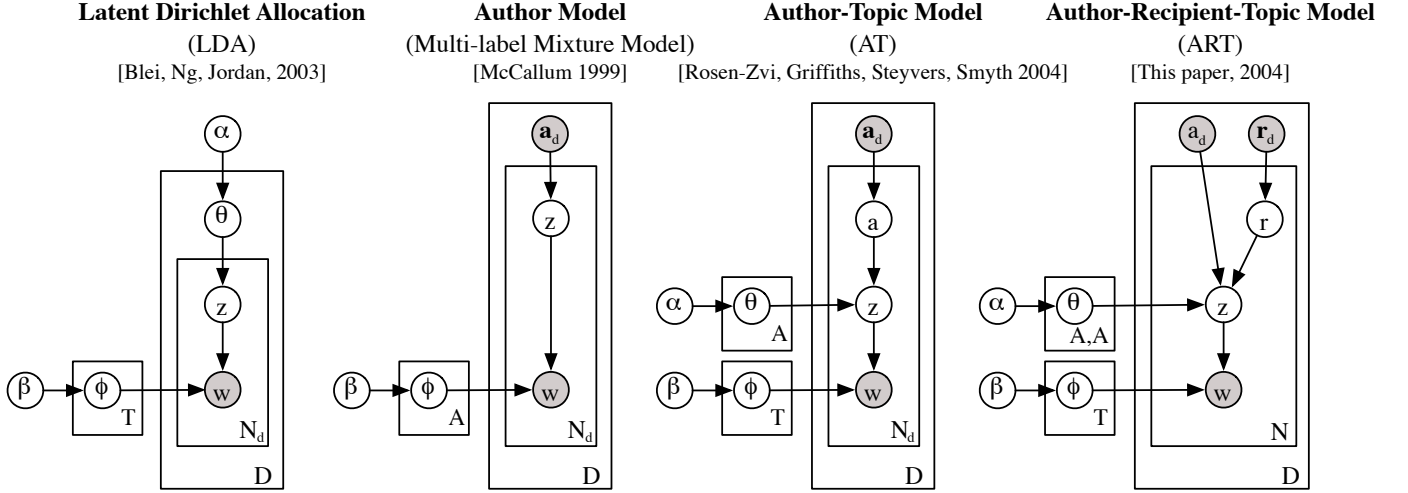 Latent Dirichlet Allocation
(LDA)
[Blei, Ng, Jordan, 2003]
α
θ
z
β
ϕ
w
T
N_d
D
Author Model
(Multi-label Mixture Model)
[McCallum 1999]
a_d
z
β
ϕ
w
A
N_d
D
Author-Topic Model
(AT)
[Rosen-Zvi, Griffiths, Steyvers, Smyth 2004]
a_d
a
α
θ
z
A
β
ϕ
w
T
N_d
D
Author-Recipient-Topic Model
(ART)
[This paper, 2004]
a_d
r_d
r
α
θ
z
A,A
β
ϕ
w
T
N
D